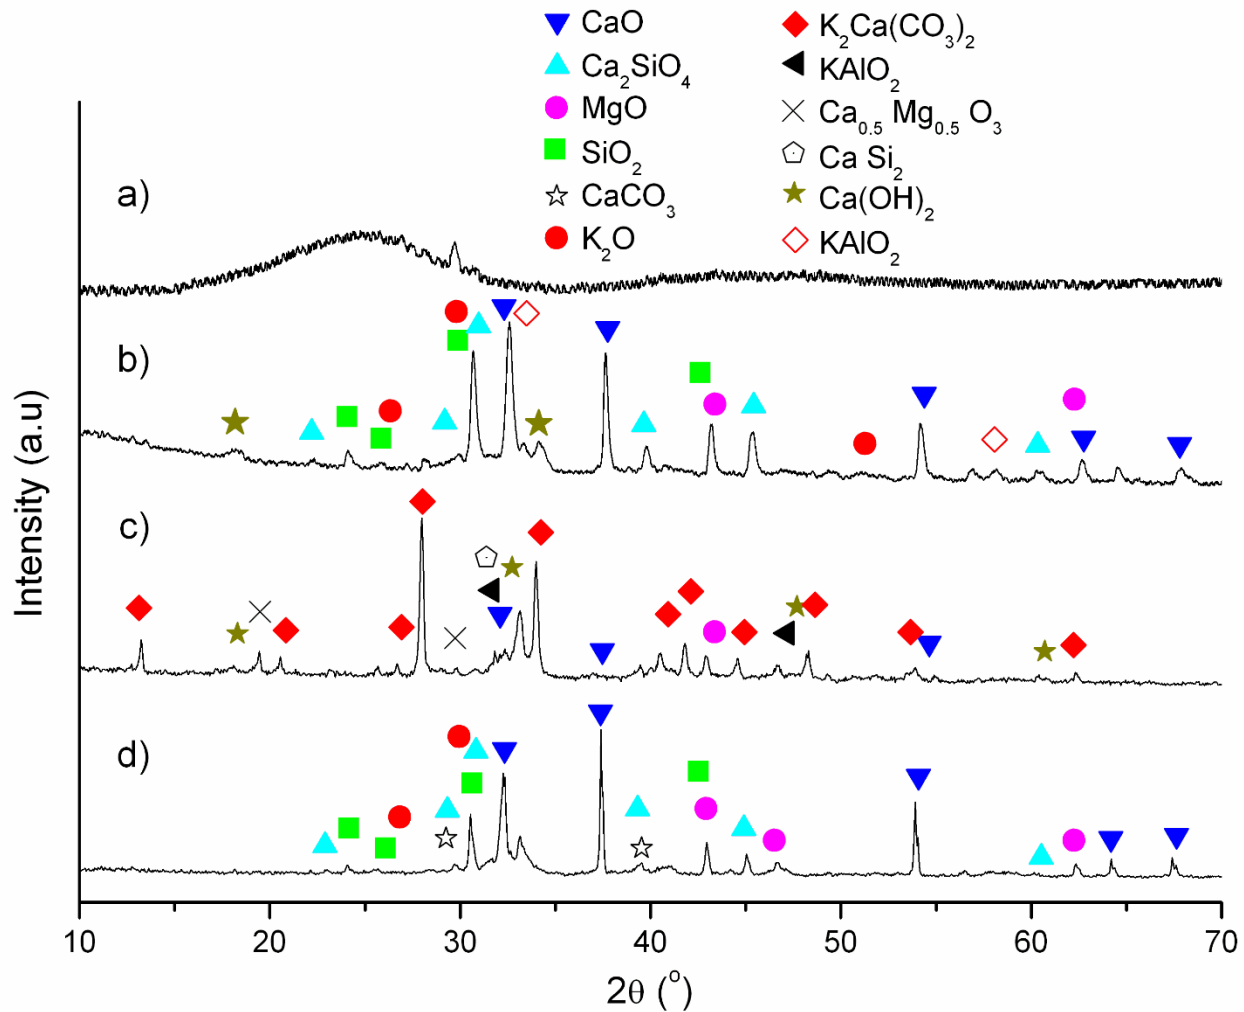 CaO
Ca2SiO4
MgO
SiO2
CaCO3
K2O
K2Ca(CO3)2
KAlO2
Ca0.5 Mg0.5 O3
Ca Si2
Ca(OH)2
KAlO2
a)
b)
c)
d)
Intensity (a.u)
10 20 30 40 50 60 70
2θ (°)